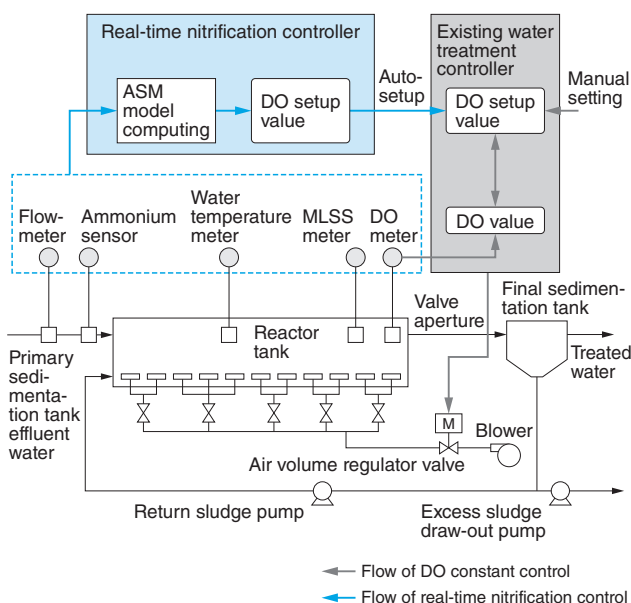 Real-time nitrification controller
ASM
model
computing
DO setup
value
Auto-
setup
Existing water
treatment
controller
DO setup
value
Manual
setting
DO value
Flow-
meter
Ammonium
sensor
Water
temperature
meter
MLSS
meter
DO
meter
Reactor
tank
Valve
aperture
Final sedimen-
tation tank
Treated
water
Primary
sedi-
mentation tank
effluent
water
M
Blower
Air volume regulator valve
Return sludge pump
Excess sludge
draw-out pump
Flow of DO constant control
Flow of real-time nitrification control